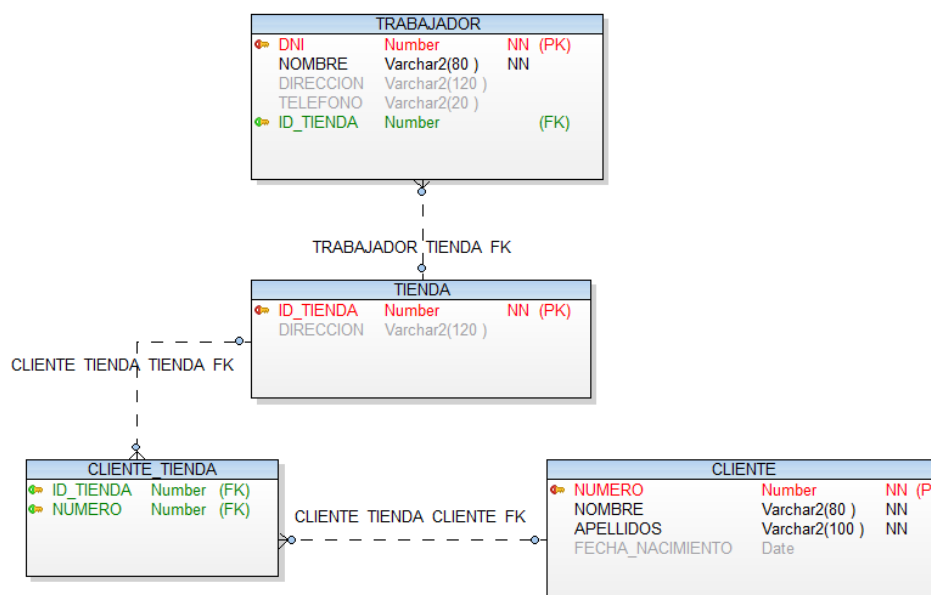 TRABAJADOR
DNI Number NN (PK)
NOMBRE Varchar2(80 ) NN
DIRECCION Varchar2(120 )
TELEFONO Varchar2(20 )
ID_TIENDA Number (FK)
TRABAJADOR TIENDA FK
TIENDA
ID_TIENDA Number NN (PK)
DIRECCION Varchar2(120 )
CLIENTE TIENDA TIENDA FK
CLIENTE_TIENDA
ID_TIENDA Number (FK)
NUMERO Number (FK)
CLIENTE TIENDA CLIENTE FK
CLIENTE
NUMERO Number NN (P
NOMBRE Varchar2(80 ) NN
APELLIDOS Varchar2(100 ) NN
FECHA_NACIMIENTO Date